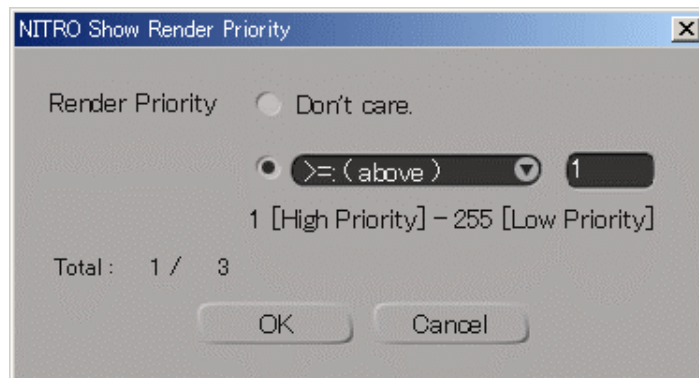 NITRO Show Render Priority
Render Priority Don't care.
>=:(above) 1
1 [High Priority] - 255 [Low Priority]
Total : 1 / 3
OK Cancel